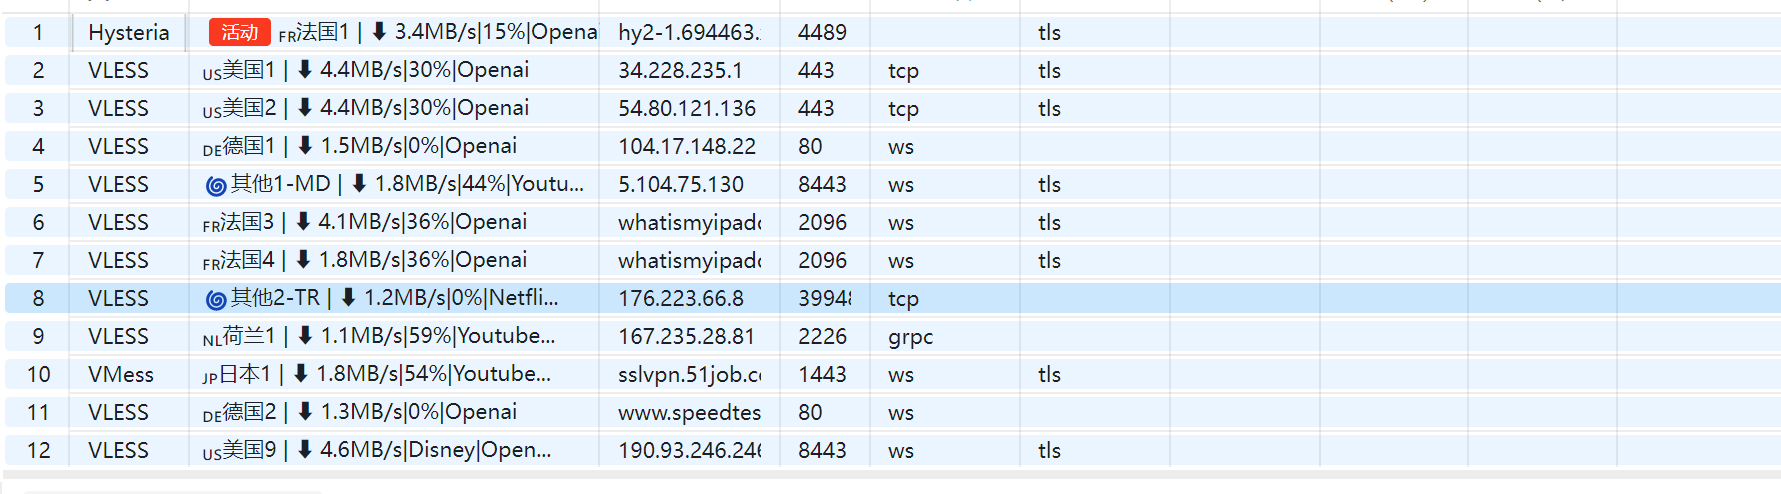 1 Hysteria 活动 FR法国1 | ⬇ 3.4MB/s|15%|Openai hy2-1.694463. 4489 tls
2 VLESS US美国1 | ⬇ 4.4MB/s|30%|Openai 34.228.235.1 443 tcp tls
3 VLESS US美国2 | ⬇ 4.4MB/s|30%|Openai 54.80.121.136 443 tcp tls
4 VLESS DE德国1 | ⬇ 1.5MB/s|0%|Openai 104.17.148.22 80 ws
5 VLESS 🌀其他1-MD | ⬇ 1.8MB/s|44%|Youtu... 5.104.75.130 8443 ws tls
6 VLESS FR法国3 | ⬇ 4.1MB/s|36%|Openai whatismyipadd 2096 ws tls
7 VLESS FR法国4 | ⬇ 1.8MB/s|36%|Openai whatismyipadd 2096 ws tls
8 VLESS 🌀其他2-TR | ⬇ 1.2MB/s|0%|Netfli... 176.223.66.8 39948 tcp
9 VLESS NL荷兰1 | ⬇ 1.1MB/s|59%|Youtube... 167.235.28.81 2226 grpc
10 VMess JP日本1 | ⬇ 1.8MB/s|54%|Youtube... sslvpn.51job.co 1443 ws tls
11 VLESS DE德国2 | ⬇ 1.3MB/s|0%|Openai www.speedtes 80 ws
12 VLESS US美国9 | ⬇ 4.6MB/s|Disney|Open... 190.93.246.246 8443 ws tls